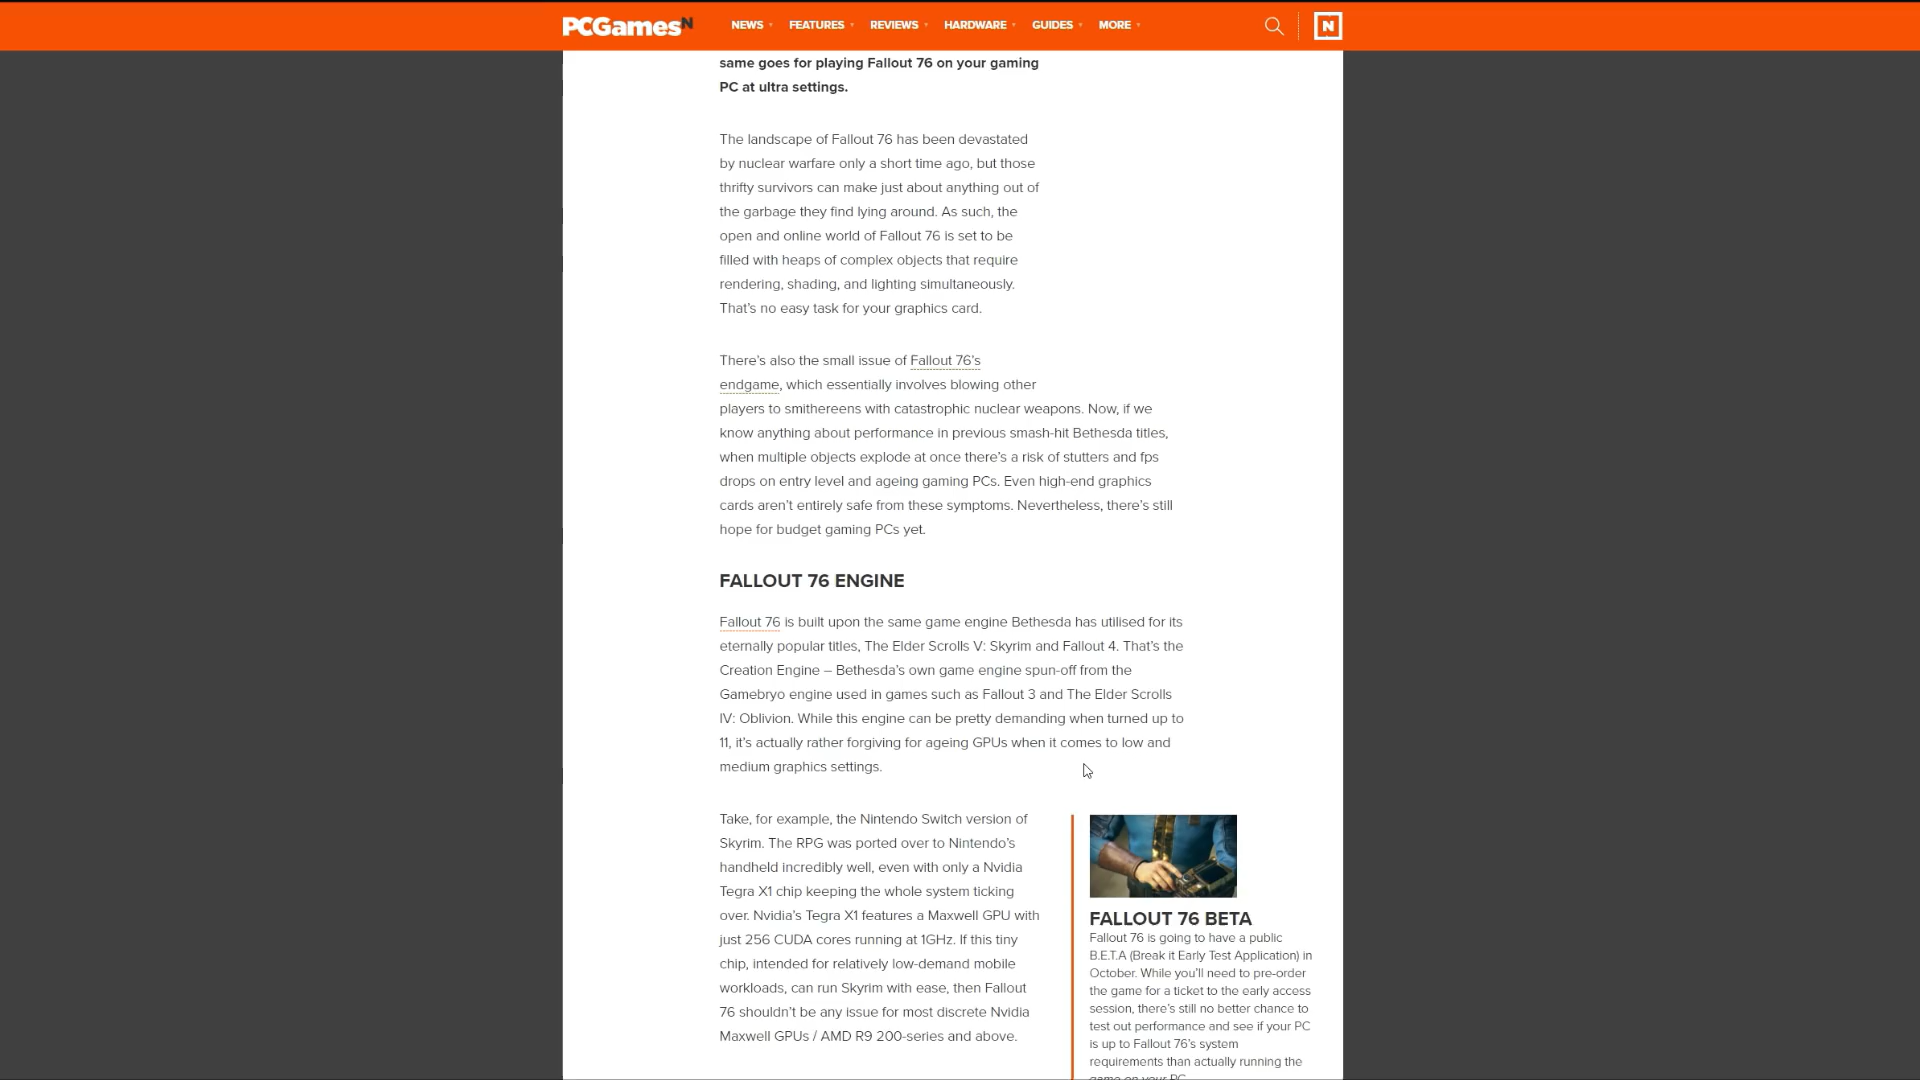 PCGamesN
NEWS FEATURES REVIEWS HARDWARE GUIDES MORE
N
same goes for playing Fallout 76 on your gaming
PC at ultra settings.
The landscape of Fallout 76 has been devastated
by nuclear warfare only a short time ago, but those
thrifty survivors can make just about anything out of
the garbage they find lying around. As such, the
open and online world of Fallout 76 is set to be
filled with heaps of complex objects that require
rendering, shading, and lighting simultaneously.
That’s no easy task for your graphics card.
There’s also the small issue of Fallout 76’s
endgame, which essentially involves blowing other
players to smithereens with catastrophic nuclear weapons. Now, if we
know anything about performance in previous smash-hit Bethesda titles,
when multiple objects explode at once there’s a risk of stutters and fps
drops on entry level and ageing gaming PCs. Even high-end graphics
cards aren’t entirely safe from these symptoms. Nevertheless, there’s still
hope for budget gaming PCs yet.
FALLOUT 76 ENGINE
Fallout 76 is built upon the same game engine Bethesda has utilised for its
eternally popular titles, The Elder Scrolls V: Skyrim and Fallout 4. That’s the
Creation Engine – Bethesda’s own game engine spun-off from the
Gamebryo engine used in games such as Fallout 3 and The Elder Scrolls
IV: Oblivion. While this engine can be pretty demanding when turned up to
11, it’s actually rather forgiving for ageing GPUs when it comes to low and
medium graphics settings.
Take, for example, the Nintendo Switch version of
Skyrim. The RPG was ported over to Nintendo’s
handheld incredibly well, even with only a Nvidia
Tegra X1 chip keeping the whole system ticking
over. Nvidia’s Tegra X1 features a Maxwell GPU with
just 256 CUDA cores running at 1GHz. If this tiny
chip, intended for relatively low-demand mobile
workloads, can run Skyrim with ease, then Fallout
76 shouldn’t be any issue for most discrete Nvidia
Maxwell GPUs / AMD R9 200-series and above.
FALLOUT 76 BETA
Fallout 76 is going to have a public
B.E.T.A (Break it Early Test Application) in
October. While you’ll need to pre-order
the game for a ticket to the early access
session, there’s still no better chance to
test out performance and see if your PC
is up to Fallout 76’s system
requirements than actually running the
game on your PC